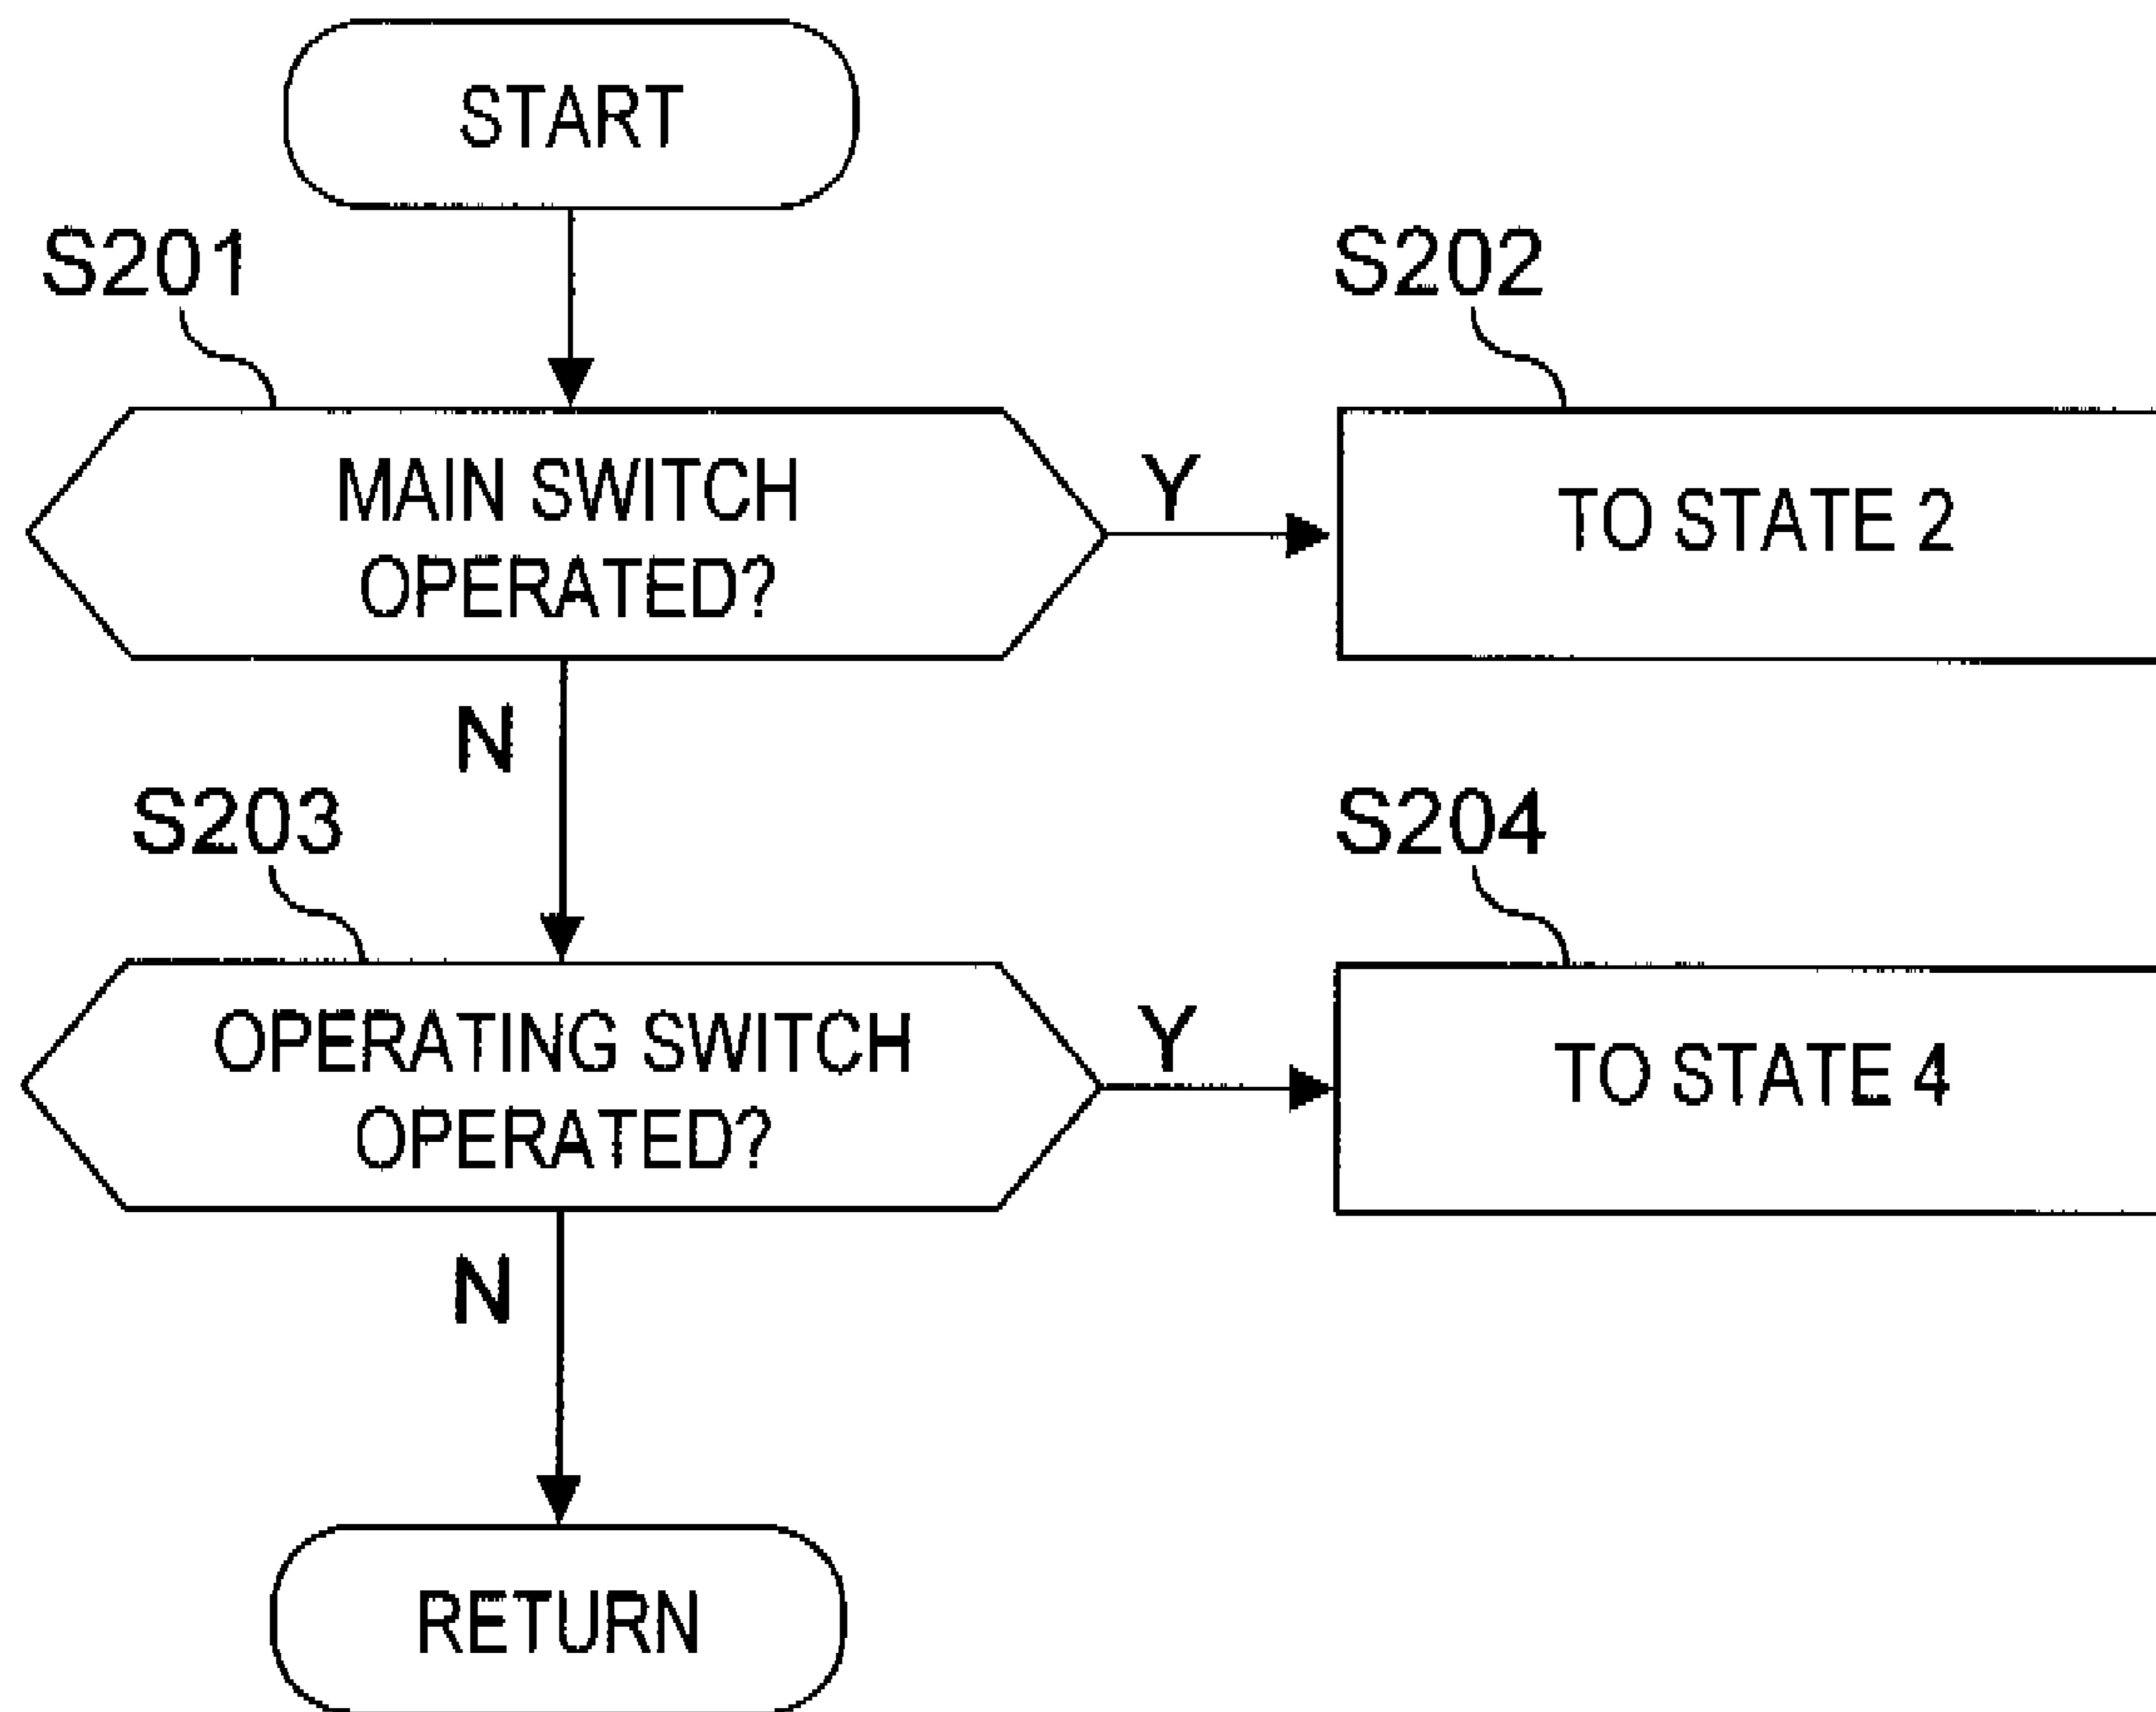 START
S201
S202
MAIN SWITCH
OPERATED?
Y
TO STATE 2
N
S203
S204
OPERATING SWITCH
OPERATED?
Y
TO STATE 4
N
RETURN